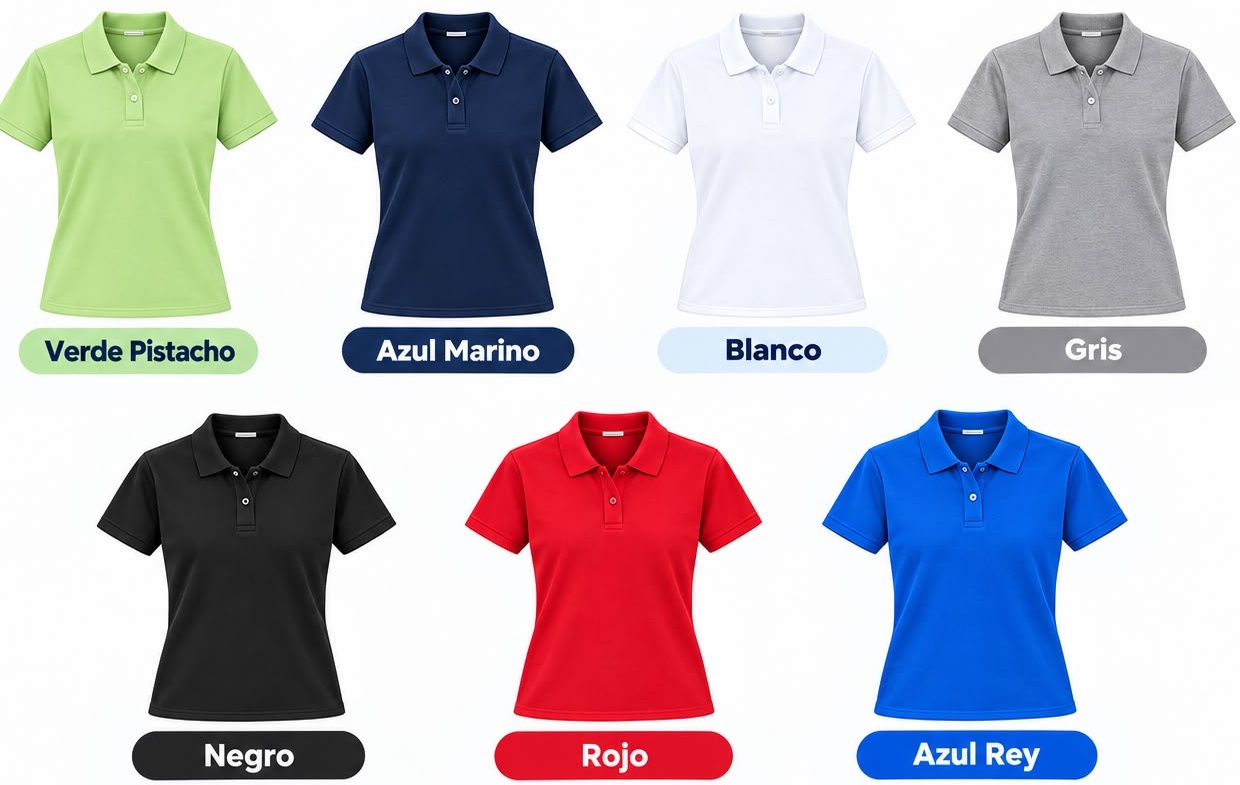 Verde Pistacho
Azul Marino
Blanco
Gris
Negro
Rojo
Azul Rey